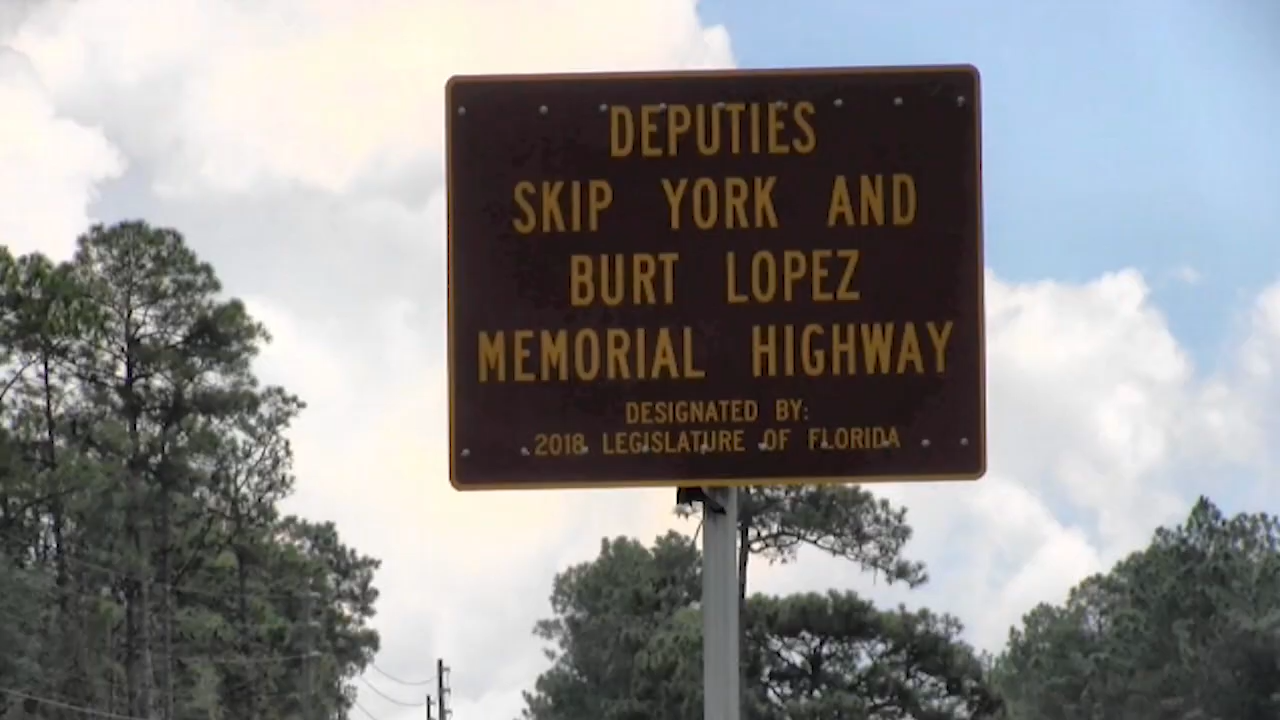 DEPUTIES
SKIP YORK AND
BURT LOPEZ
MEMORIAL HIGHWAY
DESIGNATED BY:
2018 LEGISLATURE OF FLORIDA